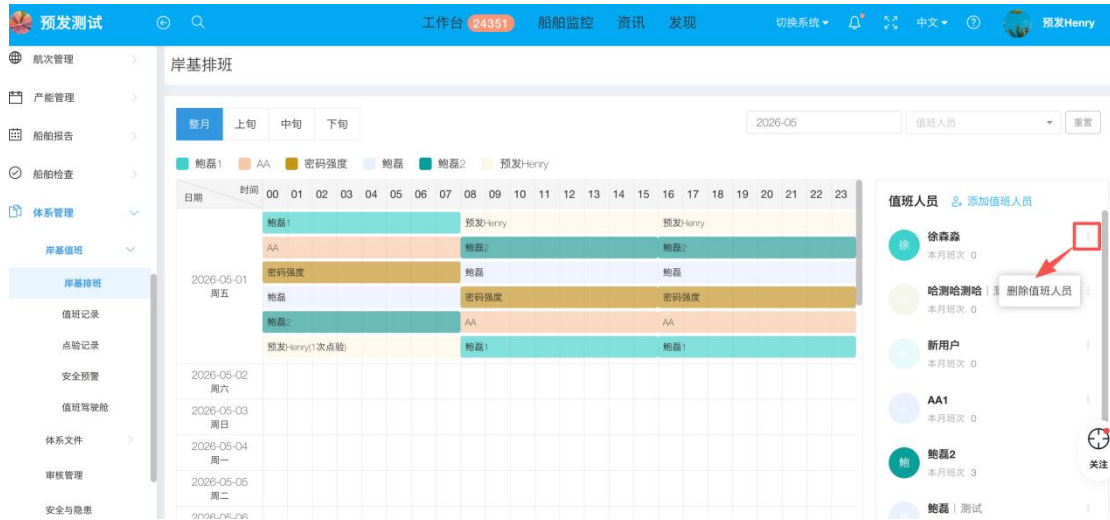 预发测试 工作台 24351 船舶监控 资讯 发现 切换系统 中文 预发Henry
航次管理
产能管理
船舶报告
船舶检查
体系管理
岸基值班
岸基排班
值班记录
点验记录
安全预警
值班驾驶舱
体系文件
审核管理
安全与隐患
岸基排班
整月 上旬 中旬 下旬 2026-05 值班人员 重置
鲍磊1 AA 密码强度 鲍磊 鲍磊2 预发Henry
日期 时间 00 01 02 03 04 05 06 07 08 09 10 11 12 13 14 15 16 17 18 19 20 21 22 23
2026-05-01
周五
鲍磊1 预发Henry 预发Henry
AA 鲍磊2 鲍磊2
密码强度 鲍磊 鲍磊
鲍磊 密码强度 密码强度
鲍磊2 AA AA
预发Henry(1次点验) 鲍磊1 鲍磊1
2026-05-02
周六
2026-05-03
周日
2026-05-04
周一
2026-05-05
周二
2026-05-06
值班人员 添加值班人员
徐 徐森淼
本月班次 0
删除值班人员
哈测哈测哈
本月班次 0
新用户
本月班次 0
AA1
本月班次 0
鲍 鲍磊2
本月班次 3
鲍磊 | 测试
关注